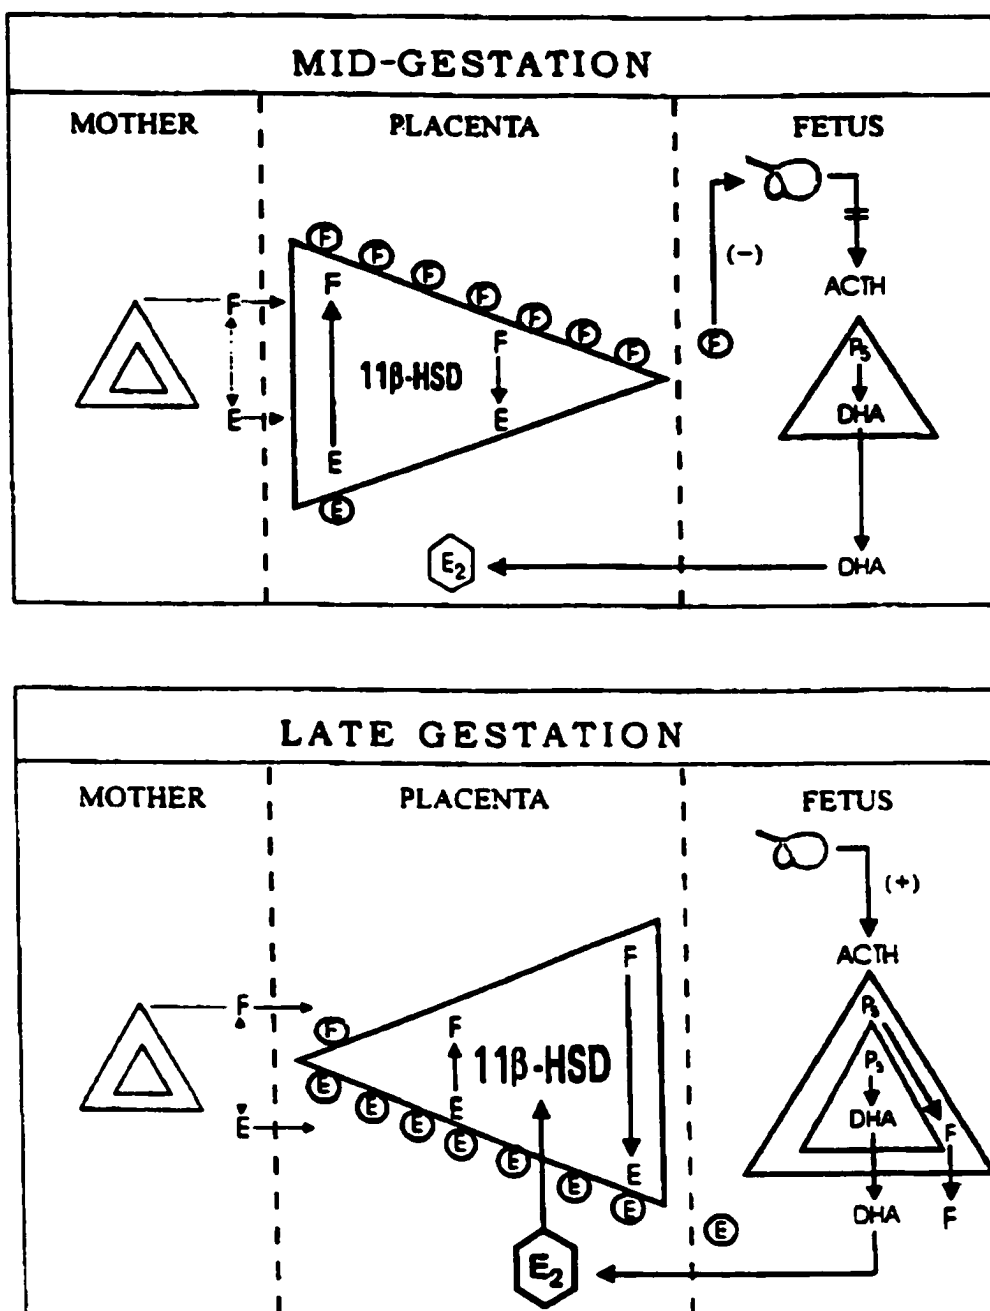 MID-GESTATION
MOTHER PLACENTA FETUS
F F F F F F F
(-)
ACTH
F F
F
F
P5
11β-HSD
E E
DHA
E
E
E2 DHA
LATE GESTATION
MOTHER PLACENTA FETUS
(+)
ACTH
F
F
P5
F F
P5
11β-HSD
E
DHA
E E E E E E E
F
E
E
DHA F
E
E2